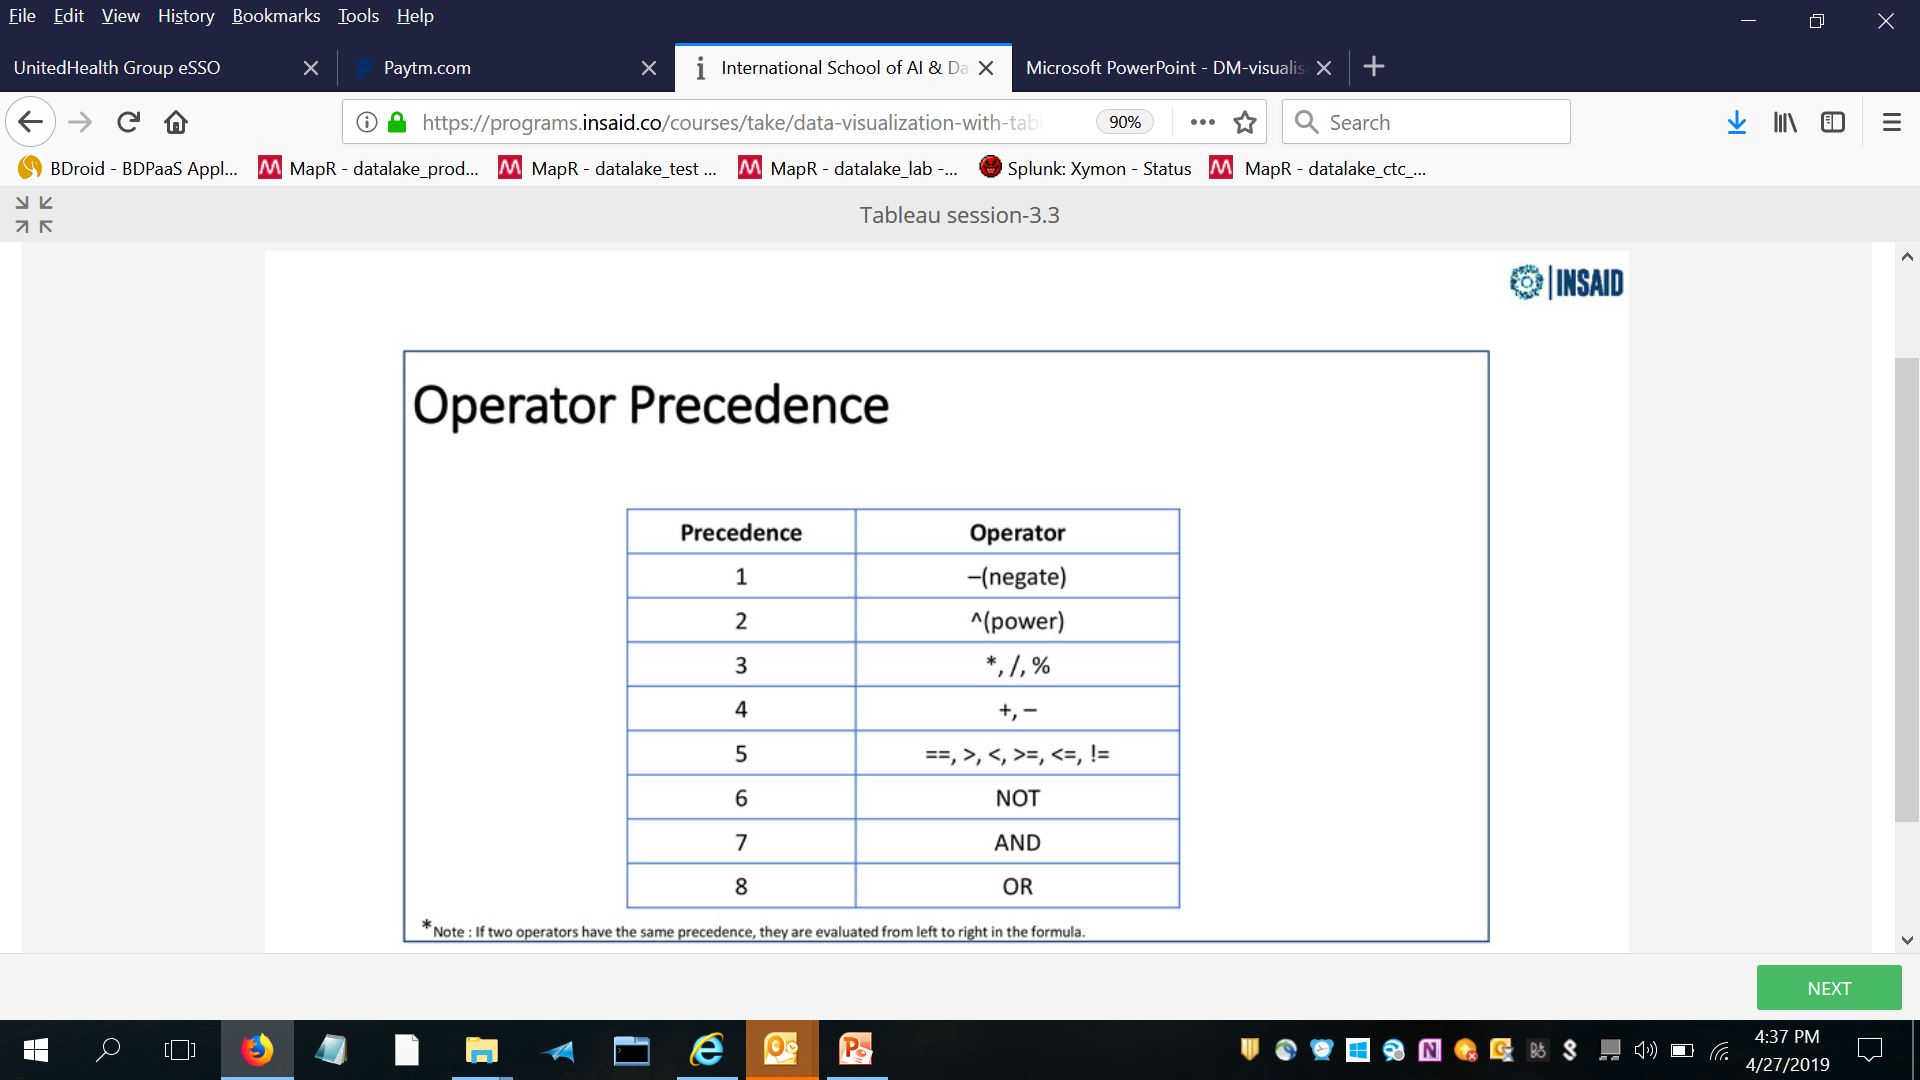 File Edit View History Bookmarks Tools Help
UnitedHealth Group eSSO
Paytm.com
International School of AI & Da
Microsoft PowerPoint - DM-visualis
https://programs.insaid.co/courses/take/data-visualization-with-tabl
90%
Search
BDroid - BDPaaS Appl...
MapR - datalake_prod...
MapR - datalake_test ...
MapR - datalake_lab -...
Splunk: Xymon - Status
MapR - datalake_ctc_...
Tableau session-3.3
INSAID
Operator Precedence
Precedence Operator
1 –(negate)
2 ^(power)
3 *, /, %
4 +, –
5 ==, >, <, >=, <=, !=
6 NOT
7 AND
8 OR
*Note : If two operators have the same precedence, they are evaluated from left to right in the formula.
NEXT
4:37 PM
4/27/2019